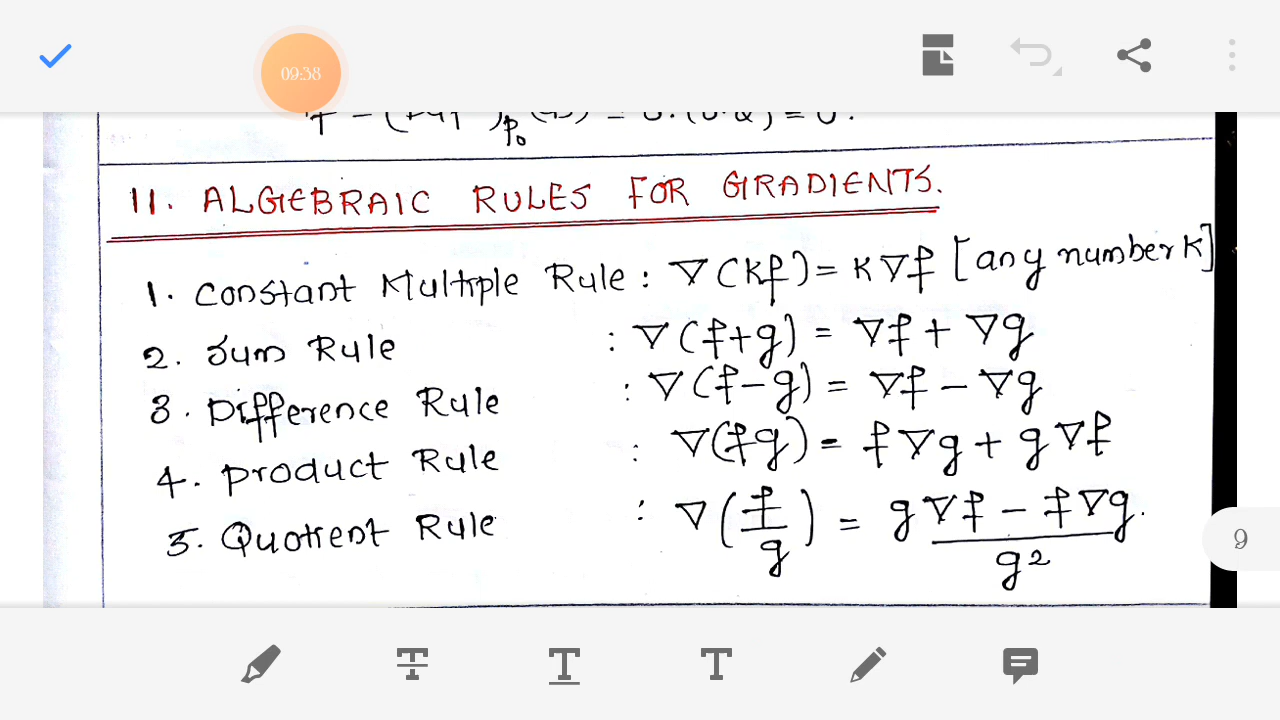 09:38
11. ALGEBRAIC RULES FOR GRADIENTS.
1. Constant Multiple Rule : ∇(kf) = k∇f [any number k]
2. Sum Rule : ∇(f+g) = ∇f + ∇g
3. Difference Rule : ∇(f-g) = ∇f - ∇g
4. Product Rule : ∇(fg) = f∇g + g∇f
5. Quotient Rule : ∇(f/g) = g∇f - f∇g / g²
9